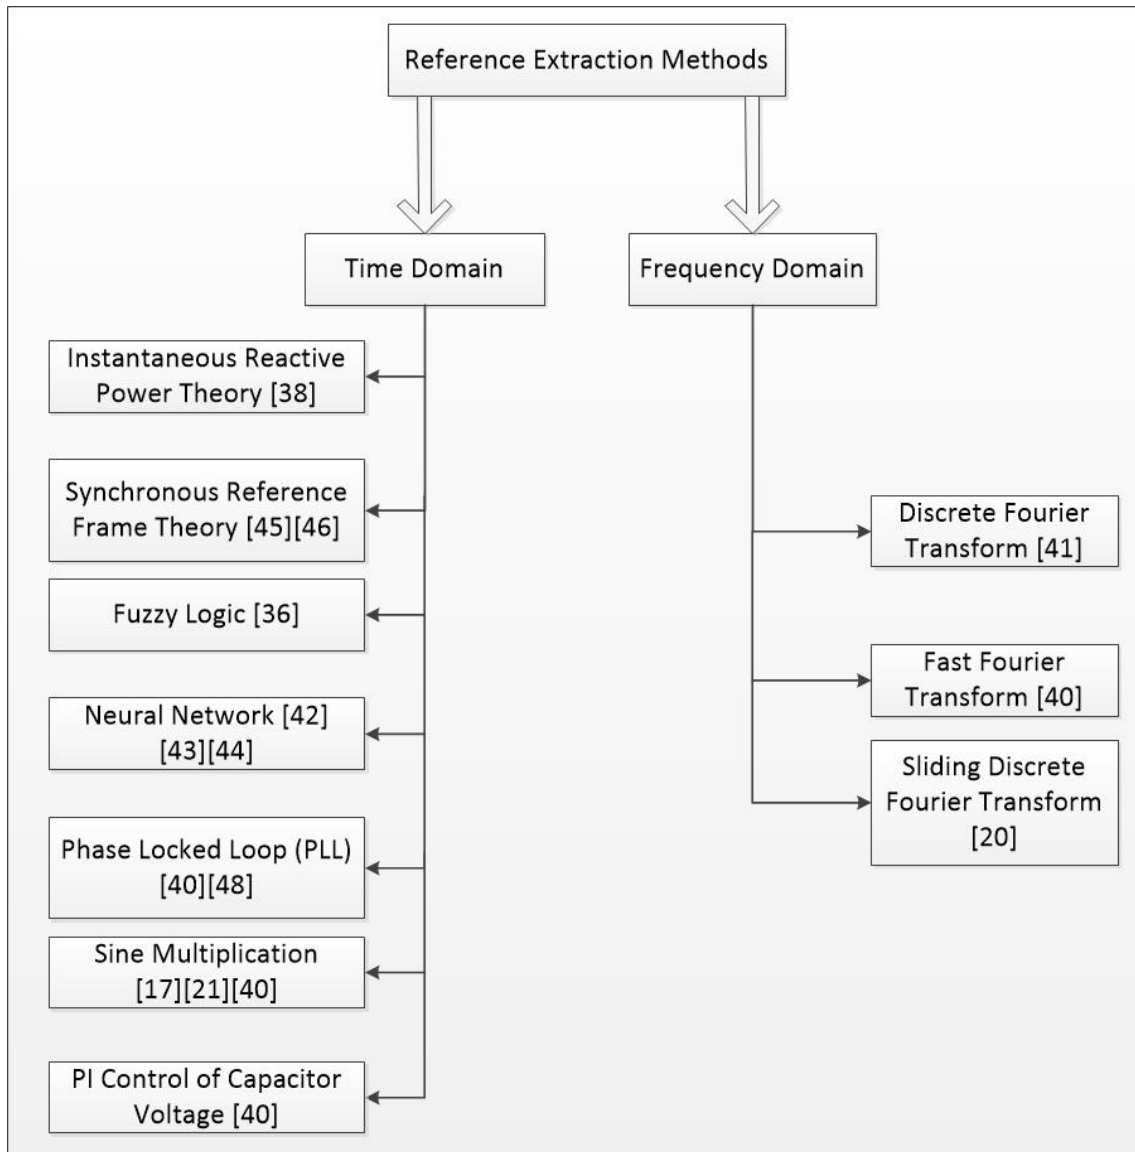 Reference Extraction Methods
Time Domain
Frequency Domain
Instantaneous Reactive
Power Theory [38]
Synchronous Reference
Frame Theory [45][46]
Fuzzy Logic [36]
Neural Network [42]
[43][44]
Phase Locked Loop (PLL)
[40][48]
Sine Multiplication
[17][21][40]
PI Control of Capacitor
Voltage [40]
Discrete Fourier
Transform [41]
Fast Fourier
Transform [40]
Sliding Discrete
Fourier Transform
[20]